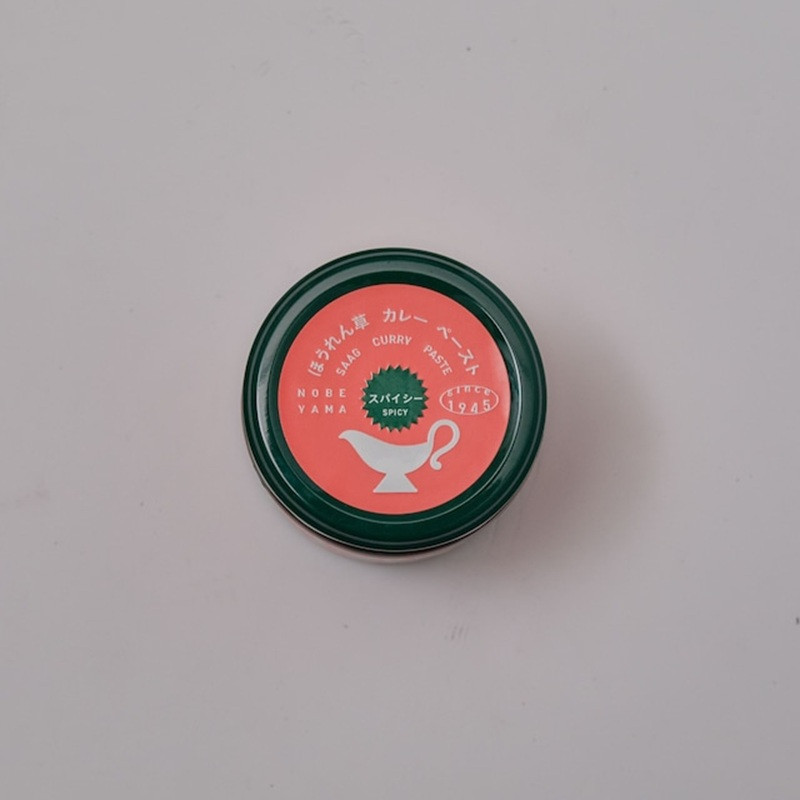 ほうれん草 カレー ペースト
SAAG CURRY PASTE
NOBE
YAMA
スパイシー
SPICY
since
1945